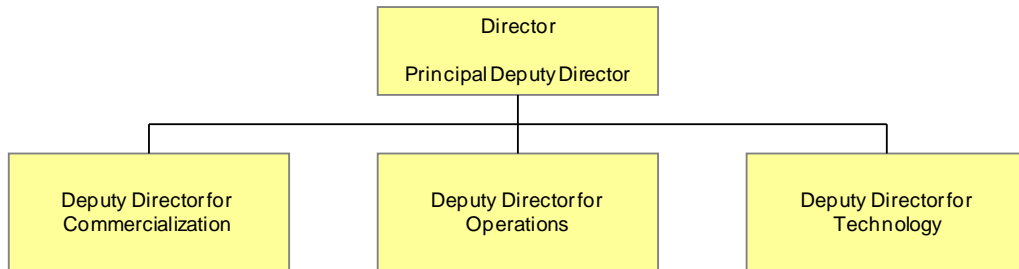 Director
Principal Deputy Director
Deputy Director for
Commercialization
Deputy Director for
Operations
Deputy Director for
Technology